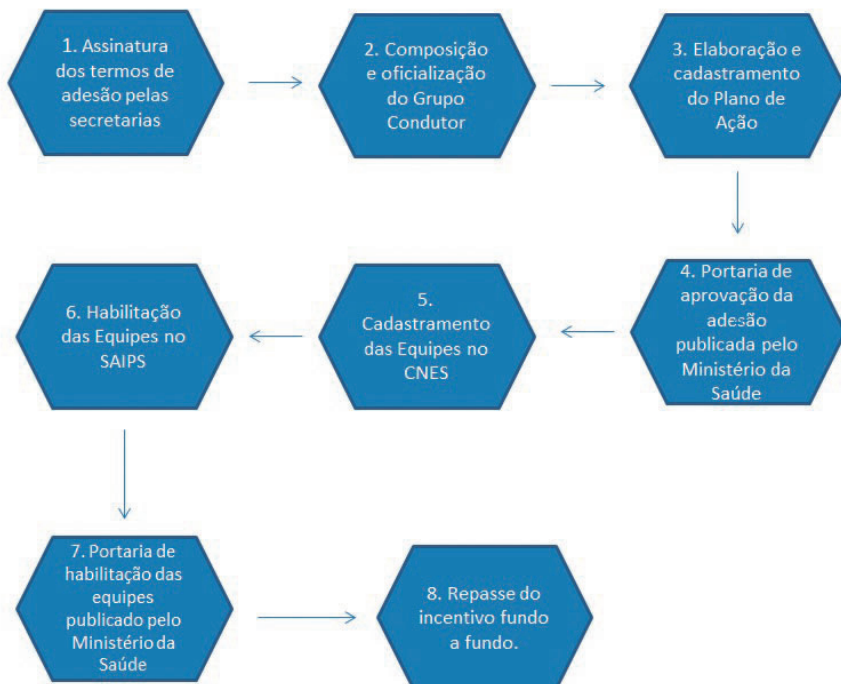 1. Assinatura
dos termos de
adesão pelas
secretarias
2. Composição
e oficialização
do Grupo
Condutor
3. Elaboração e
cadastramento
do Plano de
Ação
4. Portaria de
aprovação da
adesão
publicada pelo
Ministério da
Saúde
5.
Cadastramento
das Equipes no
CNES
6. Habilitação
das Equipes no
SAIPS
7. Portaria de
habilitação das
equipes
publicado pelo
Ministério da
Saúde
8. Repasse do
incentivo fundo
a fundo.